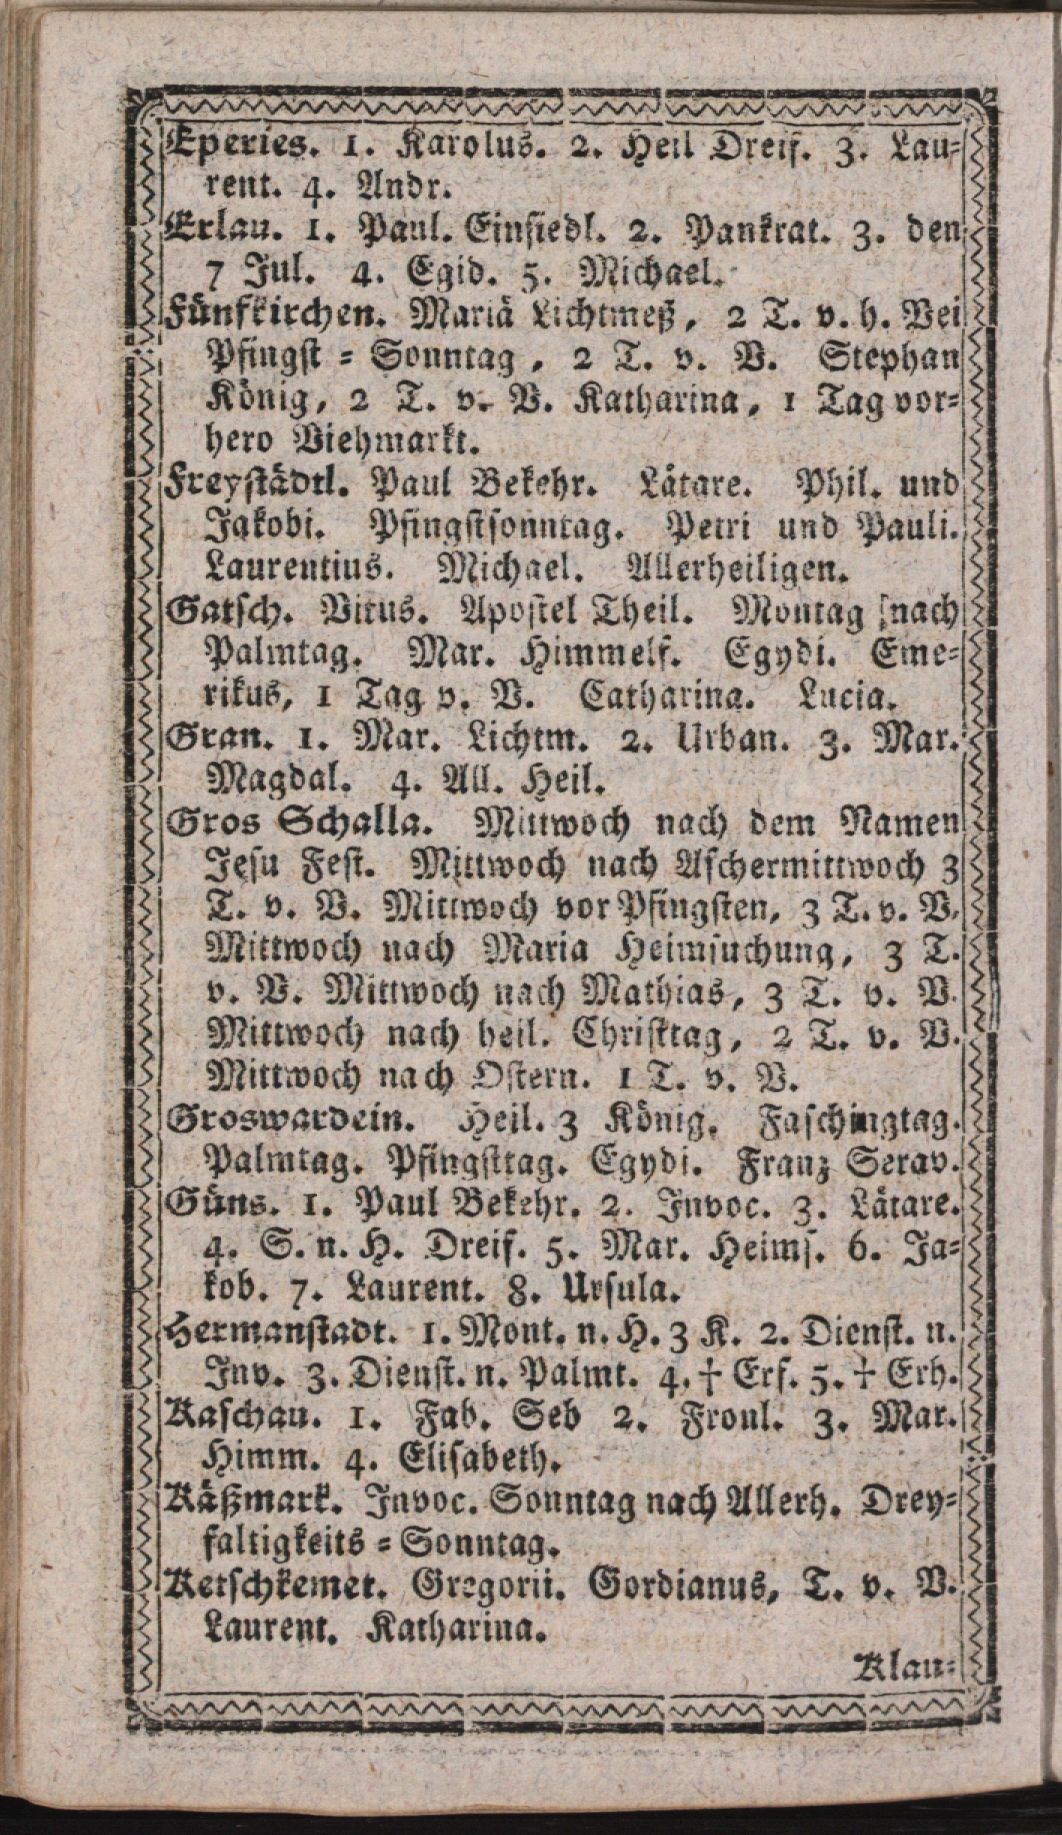 Eperies. 1. Karolus. 2. Heil Dreif. 3. Lau=
rent. 4. Andr.
Erlau. 1. Paul. Einsiedl. 2. Pankrat. 3. den
7 Jul. 4. Egid. 5. Michael.
Fünfkirchen. Mariä Lichtmeß, 2 T. v. h. Vei
Pfingst = Sonntag, 2 T. v. V. Stephan
König, 2 T. v. V. Katharina, 1 Tag vor=
hero Viehmarkt.
Freystädtl. Paul Bekehr. Lätare. Phil. und
Jakobi. Pfingstsonntag. Petri und Pauli.
Laurentius. Michael. Allerheiligen.
Gatsch. Vitus. Apostel Theil. Montag nach
Palmtag. Mar. Himmelf. Egydi. Eme=
rikus, 1 Tag v. V. Catharina. Lucia.
Gran. 1. Mar. Lichtm. 2. Urban. 3. Mar.
Magdal. 4. All. Heil.
Gros Schalla. Mittwoch nach dem Namen
Jesu Fest. Mittwoch nach Aschermittwoch 3
T. v. V. Mittwoch vor Pfingsten, 3 T. v. V.
Mittwoch nach Maria Heimsuchung, 3 T.
v. V. Mittwoch nach Mathias, 3 T. v. V.
Mittwoch nach heil. Christtag, 2 T. v. V.
Mittwoch nach Ostern. 1 T. v. V.
Groswardein. Heil. 3 König. Faschingtag.
Palmtag. Pfingsttag. Egydi. Franz Serav.
Güns. 1. Paul Bekehr. 2. Invoc. 3. Lätare.
4. S. n. H. Dreif. 5. Mar. Heims. 6. Ja=
kob. 7. Laurent. 8. Ursula.
Hermanstadt. 1. Mont. n. H. 3 K. 2. Dienst. n.
Inv. 3. Dienst. n. Palmt. 4. † Erf. 5. † Erh.
Kaschau. 1. Fab. Seb 2. Fronl. 3. Mar.
Himm. 4. Elisabeth.
Käßmark. Invoc. Sonntag nach Allerh. Drey=
faltigkeits = Sonntag.
Ketschkemet. Gregorii. Gordianus, T. v. V.
Laurent. Katharina.
Klau=